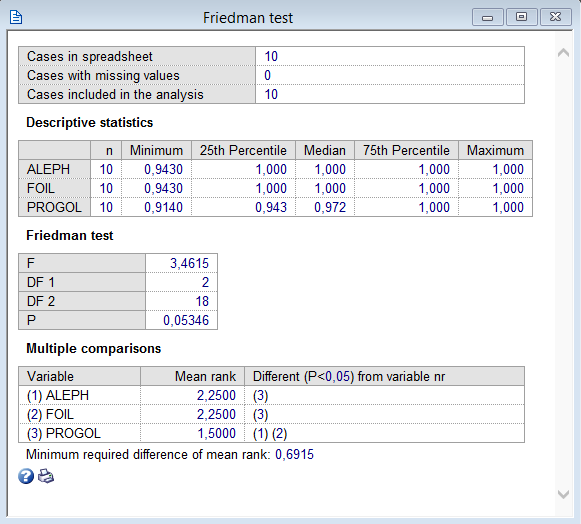 Friedman test
Cases in spreadsheet 10
Cases with missing values 0
Cases included in the analysis 10
Descriptive statistics
n Minimum 25th Percentile Median 75th Percentile Maximum
ALEPH 10 0,9430 1,000 1,000 1,000 1,000
FOIL 10 0,9430 1,000 1,000 1,000 1,000
PROGOL 10 0,9140 0,943 0,972 1,000 1,000
Friedman test
F 3,4615
DF 1 2
DF 2 18
P 0,05346
Multiple comparisons
Variable Mean rank Different (P<0,05) from variable nr
(1) ALEPH 2,2500 (3)
(2) FOIL 2,2500 (3)
(3) PROGOL 1,5000 (1) (2)
Minimum required difference of mean rank: 0,6915